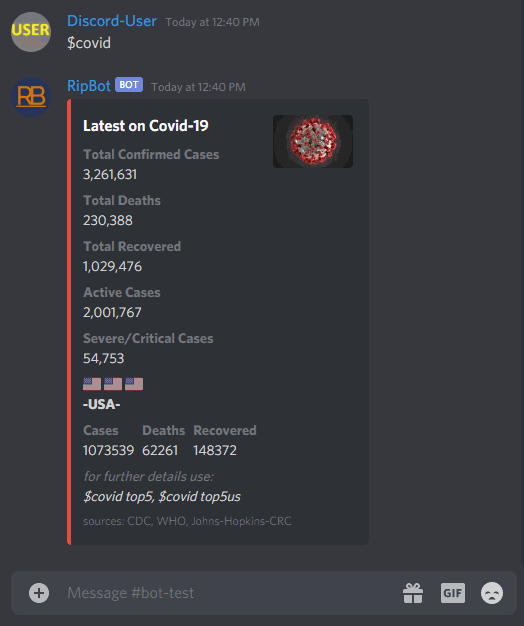 USER
Discord-User Today at 12:40 PM
$covid
RB
RipBot BOT Today at 12:40 PM
Latest on Covid-19
Total Confirmed Cases
3,261,631
Total Deaths
230,388
Total Recovered
1,029,476
Active Cases
2,001,767
Severe/Critical Cases
54,753
-USA-
Cases Deaths Recovered
1073539 62261 148372
for further details use:
$covid top5, $covid top5us
sources: CDC, WHO, Johns-Hopkins-CRC
Message #bot-test
GIF